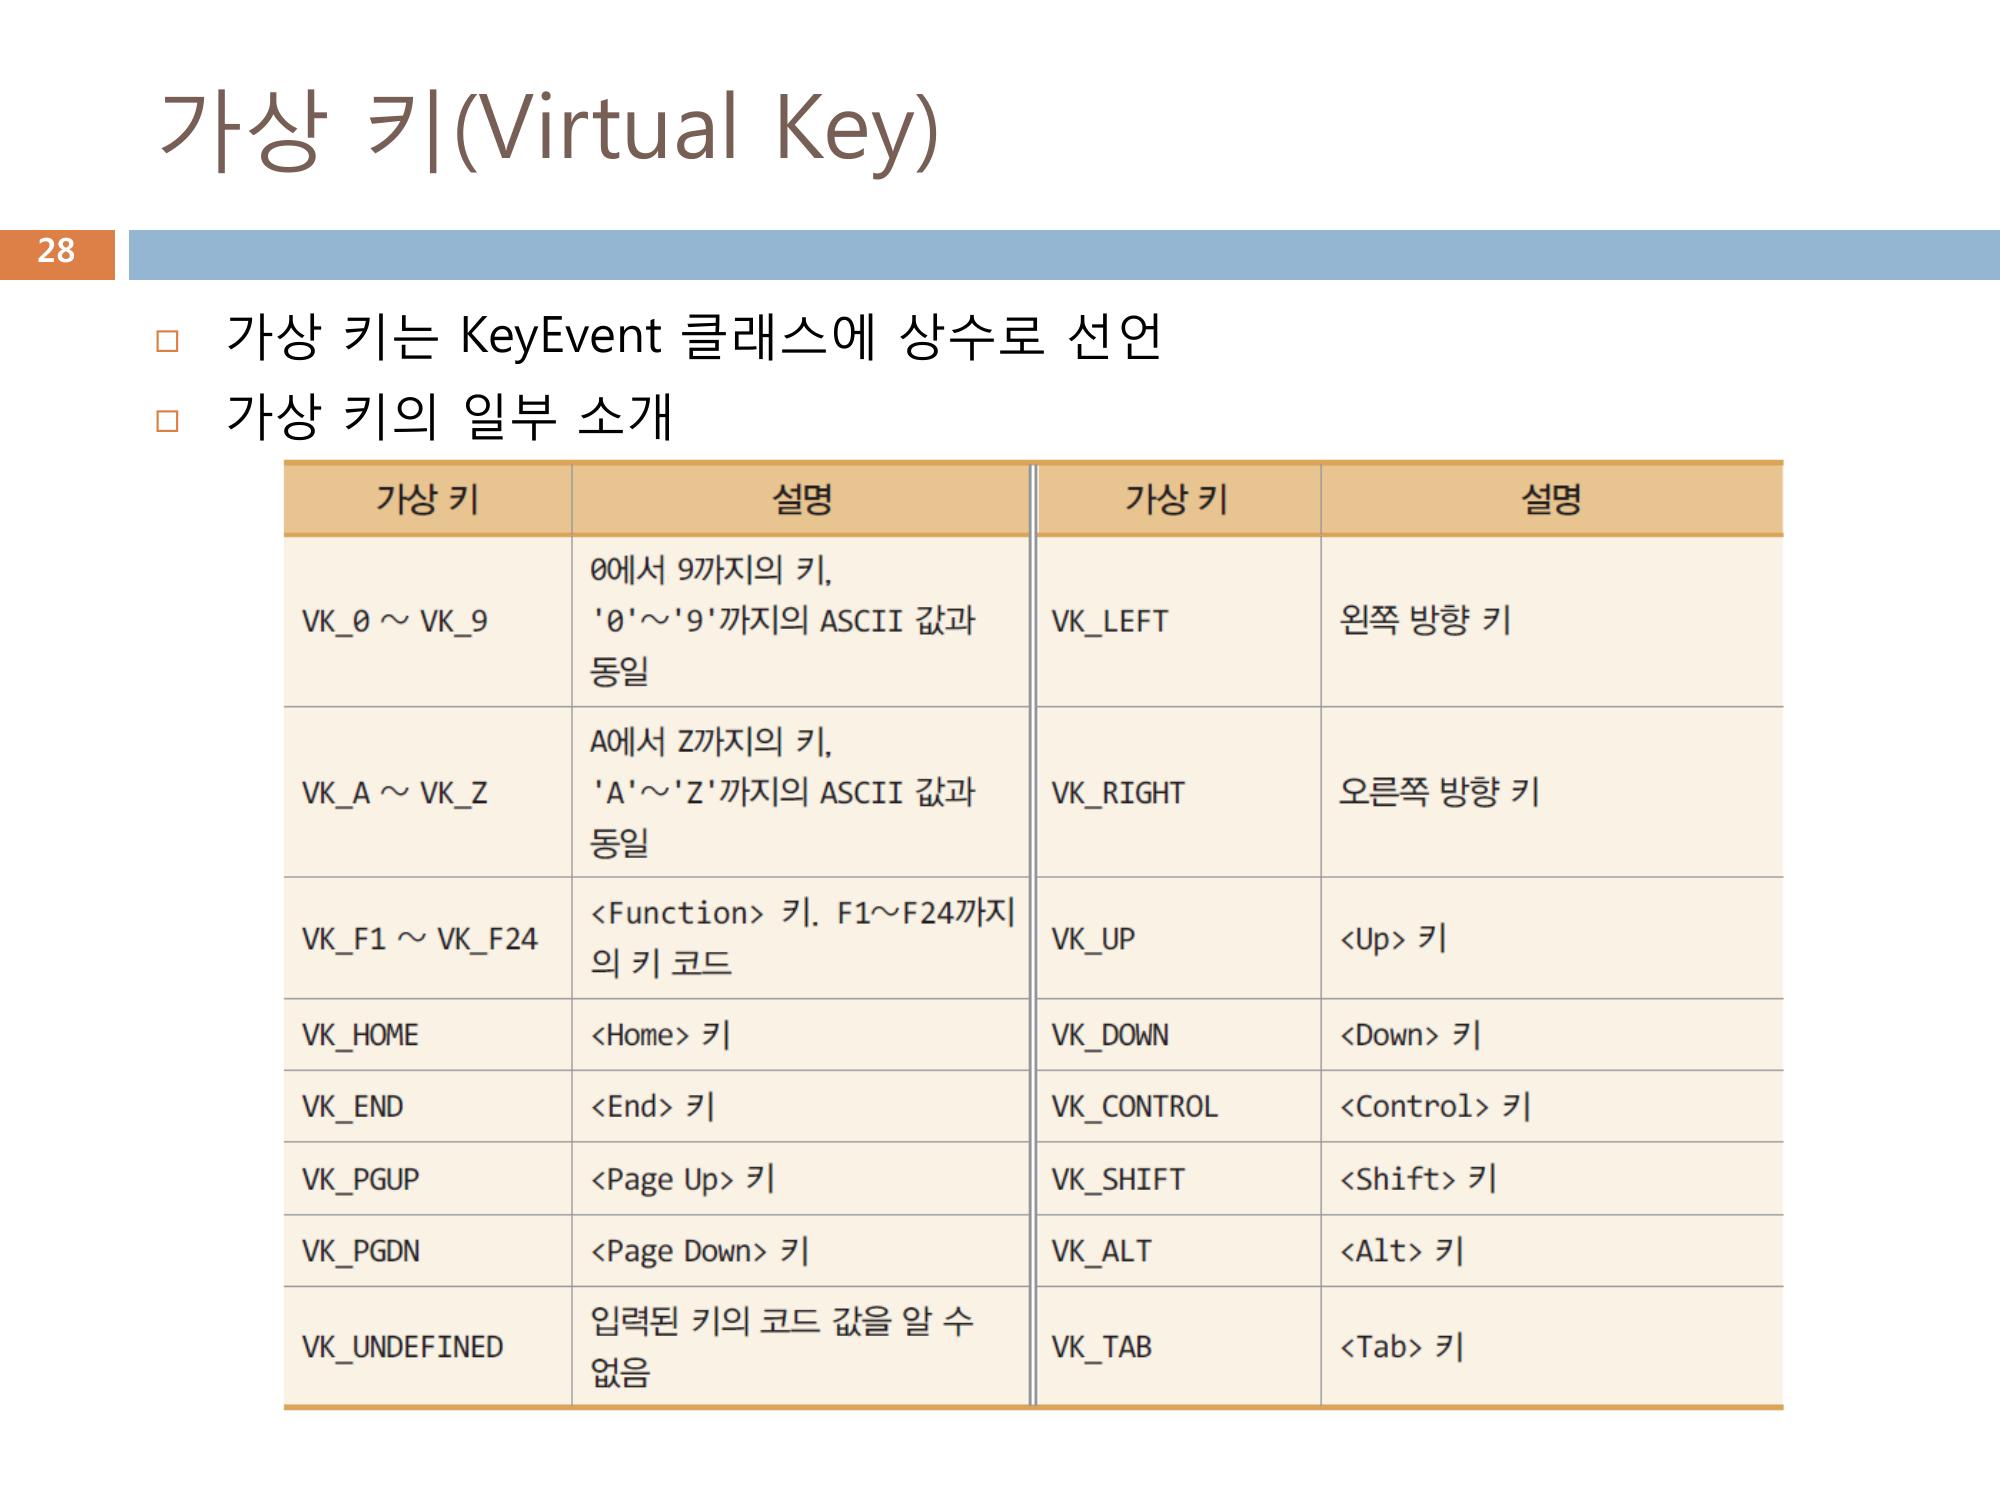 가상 키(Virtual Key)
28
가상 키는 KeyEvent 클래스에 상수로 선언
가상 키의 일부 소개
가상 키 설명 가상 키 설명
0에서 9까지의 키,
VK_0 ～ VK_9 '0'～'9'까지의 ASCII 값과 VK_LEFT 왼쪽 방향 키
동일
A에서 Z까지의 키,
VK_A ～ VK_Z 'A'～'Z'까지의 ASCII 값과 VK_RIGHT 오른쪽 방향 키
동일
<Function> 키. F1～F24까지
VK_F1 ～ VK_F24 VK_UP <Up> 키
의 키 코드
VK_HOME <Home> 키 VK_DOWN <Down> 키
VK_END <End> 키 VK_CONTROL <Control> 키
VK_PGUP <Page Up> 키 VK_SHIFT <Shift> 키
VK_PGDN <Page Down> 키 VK_ALT <Alt> 키
입력된 키의 코드 값을 알 수
VK_UNDEFINED VK_TAB <Tab> 키
없음